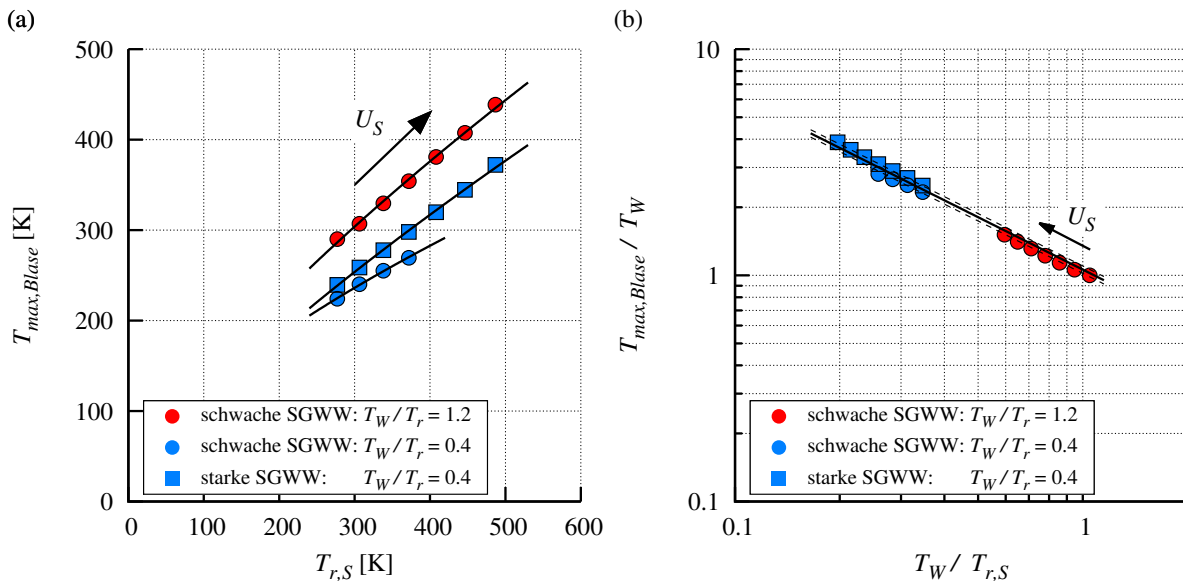 (a)
500
400
300
200
100
0
T_max,Blase [K]
U_S
schwache SGWW: T_W / T_r = 1.2
schwache SGWW: T_W / T_r = 0.4
starke SGWW: T_W / T_r = 0.4
0 100 200 300 400 500 600
T_r,S [K]
(b)
10
1
0.1
T_max,Blase / T_W
U_S
schwache SGWW: T_W / T_r = 1.2
schwache SGWW: T_W / T_r = 0.4
starke SGWW: T_W / T_r = 0.4
0.1 1
T_W / T_r,S